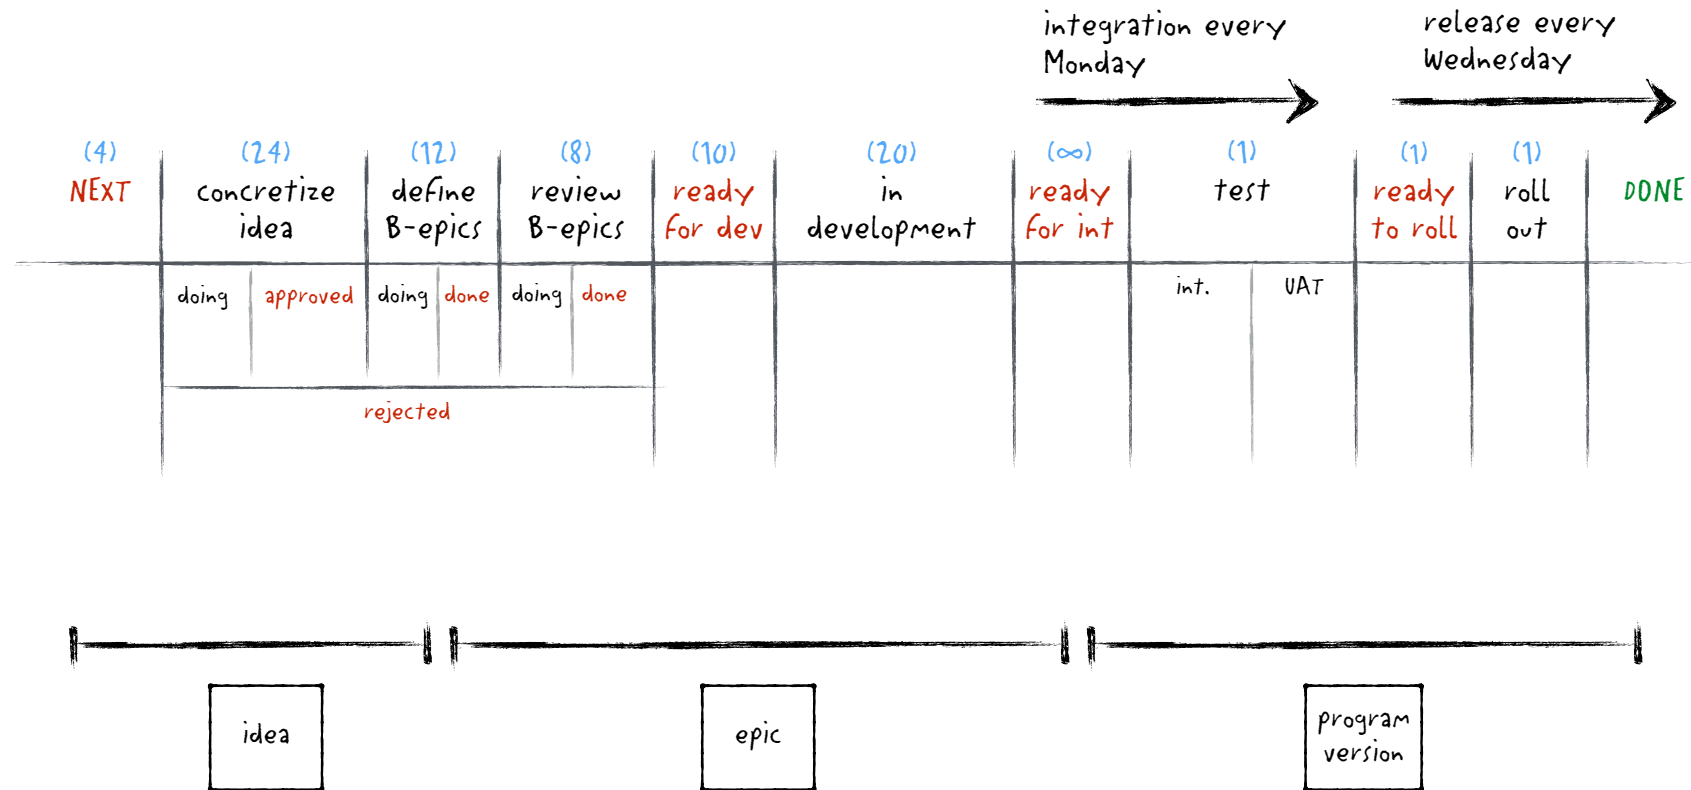 integration every
Monday
release every
Wednesday
(4)
NEXT
(24)
concretize
idea
(12)
define
B-epics
(8)
review
B-epics
(10)
ready
for dev
(20)
in
development
(∞)
ready
for int
(1)
test
(1)
ready
to roll
(1)
roll
out
DONE
doing
approved
doing
done
doing
done
int.
UAT
rejected
idea
epic
program
version